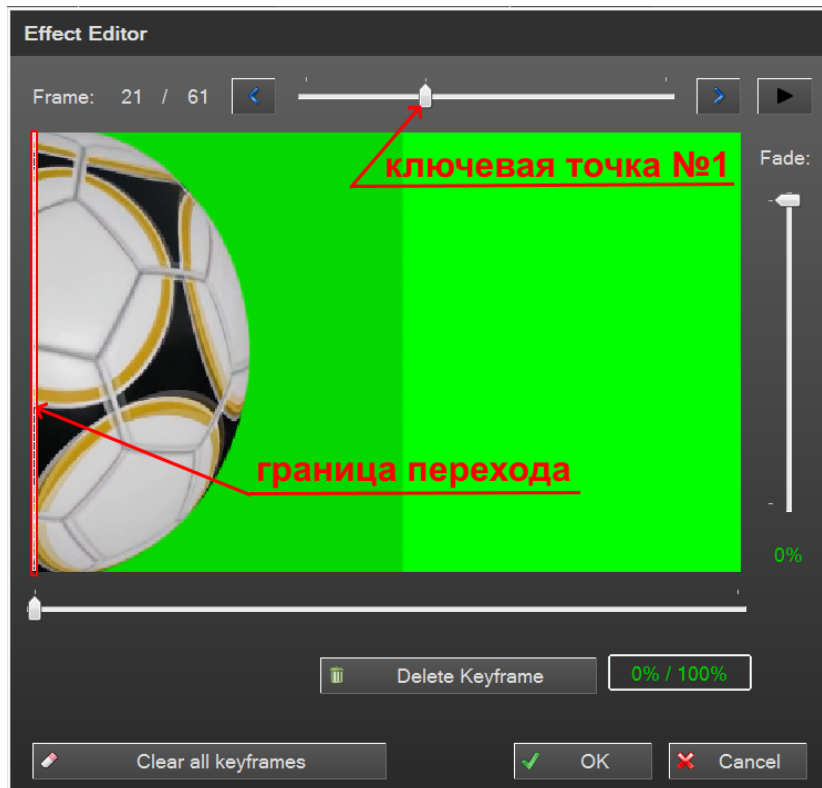 Effect Editor
Frame: 21 / 61
ключевая точка №1
Fade:
граница перехода
0%
Delete Keyframe
0% / 100%
Clear all keyframes
OK
Cancel